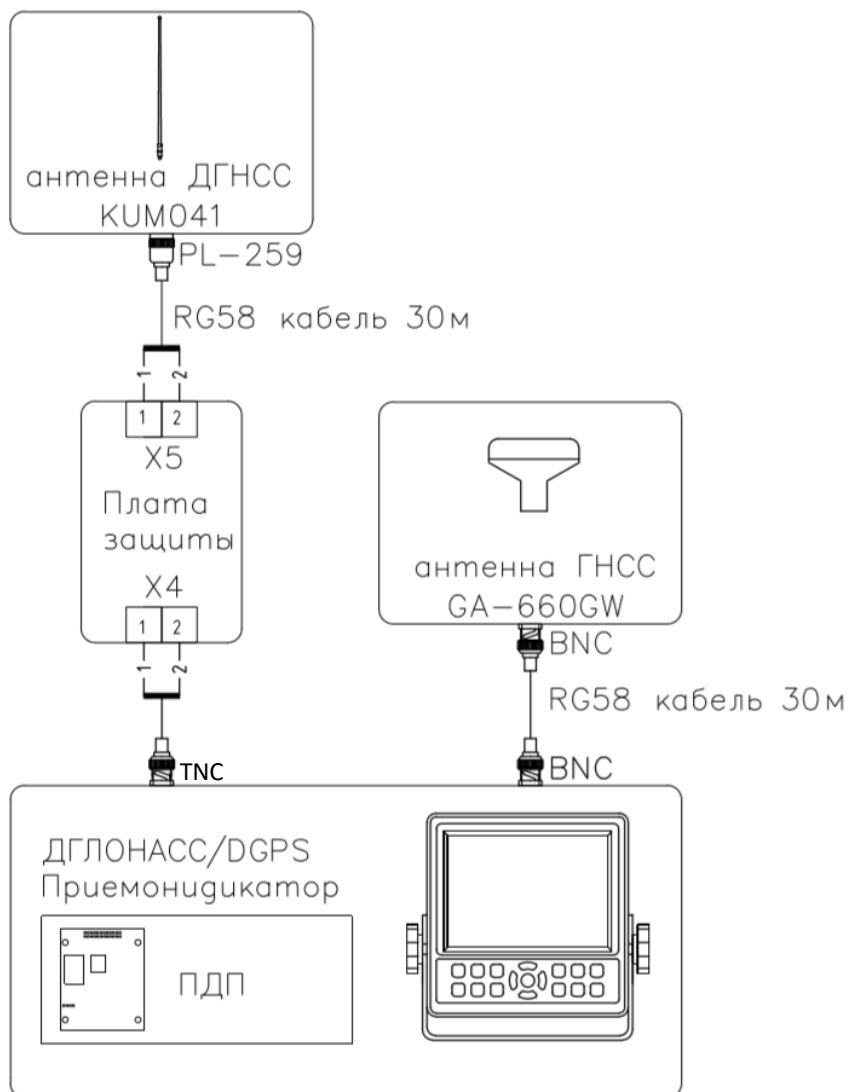 антенна ДГНСС
KUM041
PL-259
RG58 кабель 30м
1 2
1 2
X5
Плата
защиты
X4
1 2
1 2
TNC
антенна ГНСС
GA-660GW
BNC
RG58 кабель 30м
BNC
ДГЛОНАСС/DGPS
Приемонидикатор
ПДП